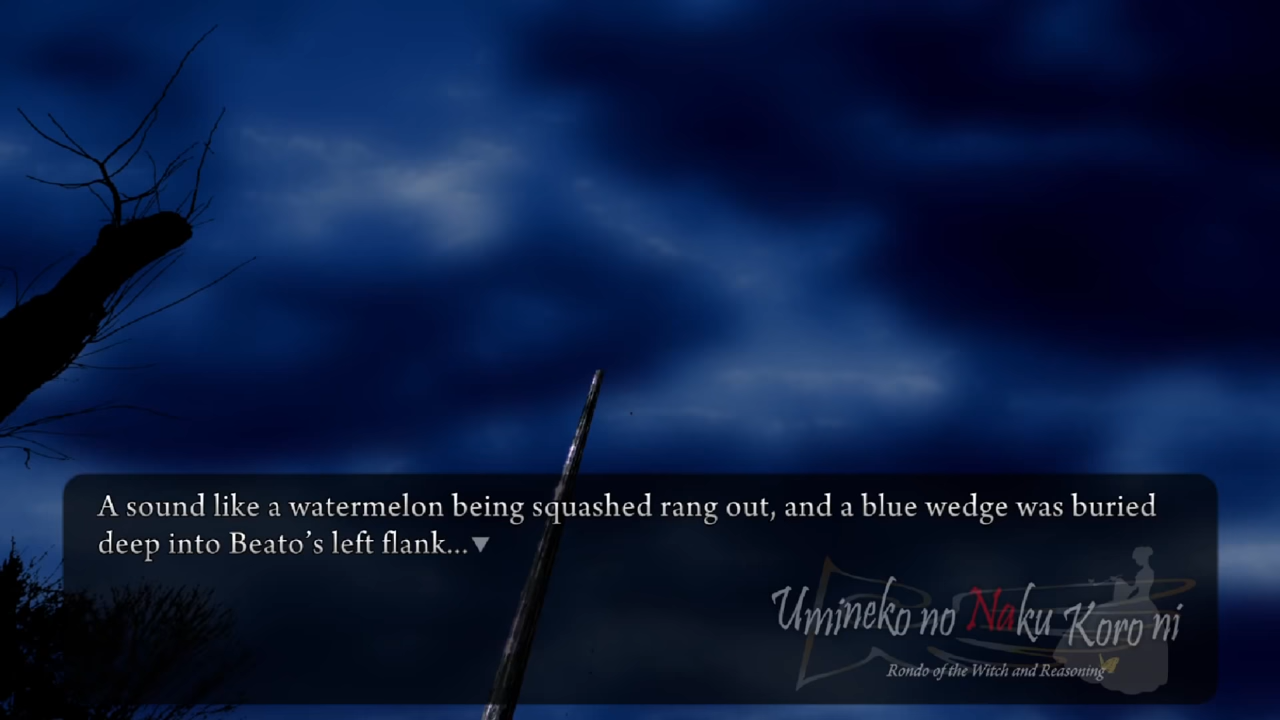 A sound like a watermelon being squashed rang out, and a blue wedge was buried
deep into Beato's left flank...
Umineko no Naku Koro ni
Rondo of the Witch and Reasoning